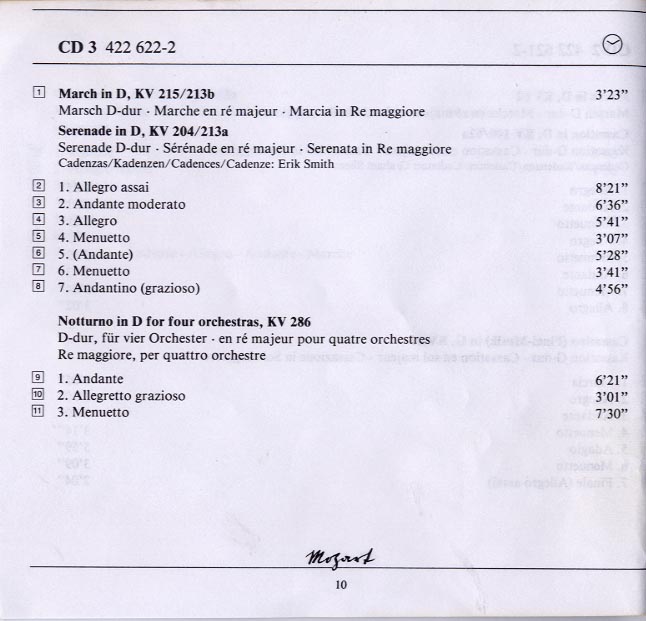 CD 3 422 622-2
1 March in D, KV 215/213b 3’23”
Marsch D-dur · Marche en ré majeur · Marcia in Re maggiore
Serenade in D, KV 204/213a
Serenade D-dur · Sérénade en ré majeur · Serenata in Re maggiore
Cadenzas/Kadenzen/Cadences/Cadenze: Erik Smith
2 1. Allegro assai 8’21”
3 2. Andante moderato 6’36”
4 3. Allegro 5’41”
5 4. Menuetto 3’07”
6 5. (Andante) 5’28”
7 6. Menuetto 3’41”
8 7. Andantino (grazioso) 4’56”
Notturno in D for four orchestras, KV 286
D-dur, für vier Orchester · en ré majeur pour quatre orchestres
Re maggiore, per quattro orchestre
9 1. Andante 6’21”
10 2. Allegretto grazioso 3’01”
11 3. Menuetto 7’30”
Mozart
10